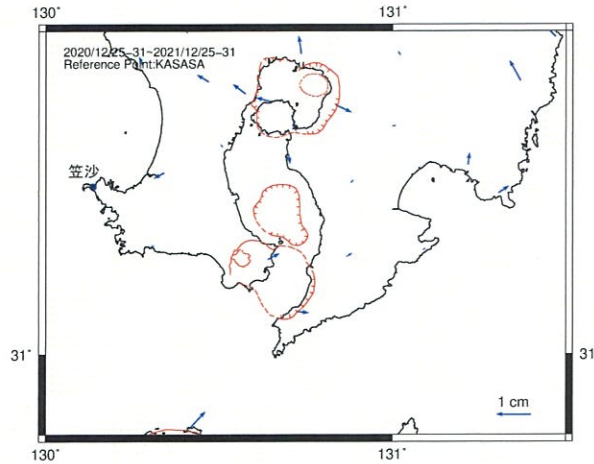 130° 131°
2020/12/25-31~2021/12/25-31
Reference Point:KASASA
笠沙
31° 31
1 cm
130° 131°